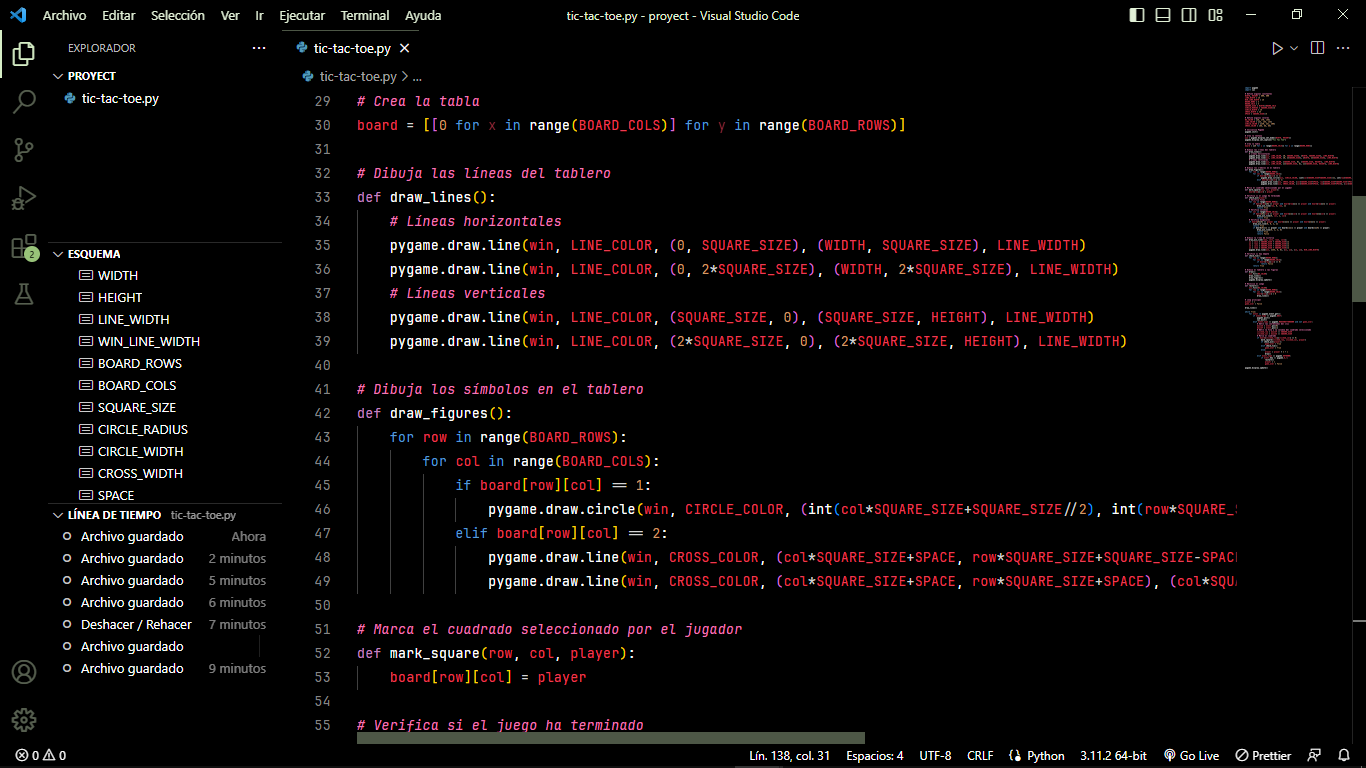 Archivo Editar Selección Ver Ir Ejecutar Terminal Ayuda
tic-tac-toe.py - proyect - Visual Studio Code
EXPLORADOR
PROYECT
tic-tac-toe.py
2
ESQUEMA
WIDTH
HEIGHT
LINE_WIDTH
WIN_LINE_WIDTH
BOARD_ROWS
BOARD_COLS
SQUARE_SIZE
CIRCLE_RADIUS
CIRCLE_WIDTH
CROSS_WIDTH
SPACE
LÍNEA DE TIEMPO tic-tac-toe.py
Archivo guardado Ahora
Archivo guardado 2 minutos
Archivo guardado 5 minutos
Archivo guardado 6 minutos
Deshacer / Rehacer 7 minutos
Archivo guardado
Archivo guardado 9 minutos
tic-tac-toe.py
tic-tac-toe.py > ...
29 # Crea la tabla
30 board = [[0 for x in range(BOARD_COLS)] for y in range(BOARD_ROWS)]
31
32 # Dibuja las líneas del tablero
33 def draw_lines():
34 # Líneas horizontales
35 pygame.draw.line(win, LINE_COLOR, (0, SQUARE_SIZE), (WIDTH, SQUARE_SIZE), LINE_WIDTH)
36 pygame.draw.line(win, LINE_COLOR, (0, 2*SQUARE_SIZE), (WIDTH, 2*SQUARE_SIZE), LINE_WIDTH)
37 # Líneas verticales
38 pygame.draw.line(win, LINE_COLOR, (SQUARE_SIZE, 0), (SQUARE_SIZE, HEIGHT), LINE_WIDTH)
39 pygame.draw.line(win, LINE_COLOR, (2*SQUARE_SIZE, 0), (2*SQUARE_SIZE, HEIGHT), LINE_WIDTH)
40
41 # Dibuja los símbolos en el tablero
42 def draw_figures():
43 for row in range(BOARD_ROWS):
44 for col in range(BOARD_COLS):
45 if board[row][col] == 1:
46 pygame.draw.circle(win, CIRCLE_COLOR, (int(col*SQUARE_SIZE+SQUARE_SIZE//2), int(row*SQUARE_S
47 elif board[row][col] == 2:
48 pygame.draw.line(win, CROSS_COLOR, (col*SQUARE_SIZE+SPACE, row*SQUARE_SIZE+SQUARE_SIZE-SPACE
49 pygame.draw.line(win, CROSS_COLOR, (col*SQUARE_SIZE+SPACE, row*SQUARE_SIZE+SPACE), (col*SQUA
50
51 # Marca el cuadrado seleccionado por el jugador
52 def mark_square(row, col, player):
53 board[row][col] = player
54
55 # Verifica si el juego ha terminado
0 0
Lín. 138, col. 31 Espacios: 4 UTF-8 CRLF Python 3.11.2 64-bit Go Live Prettier